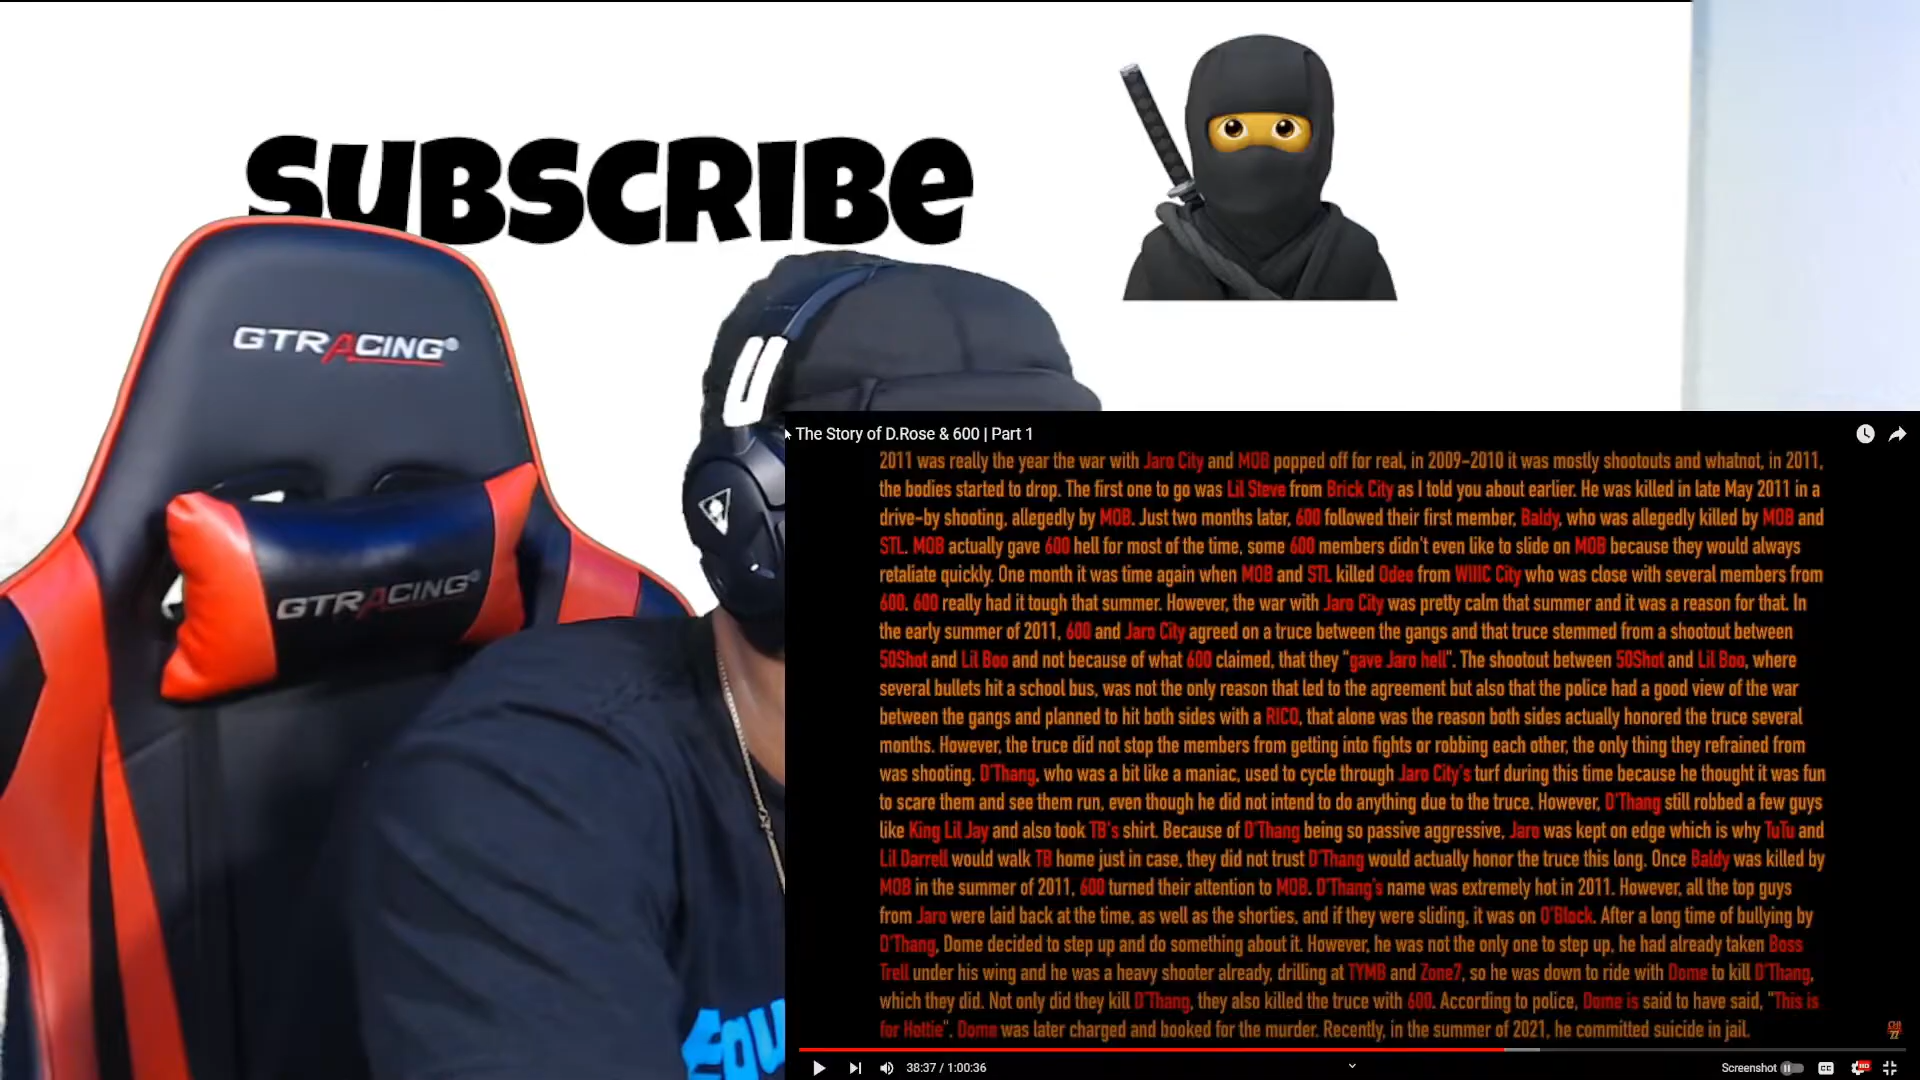 SUBSCRIBE
GTRACING®
GTRACING®
The Story of D.Rose & 600 | Part 1
2011 was really the year the war with Jaro City and MOB popped off for real, in 2009-2010 it was mostly shootouts and whatnot, in 2011,
the bodies started to drop. The first one to go was Lil Steve from Brick City as I told you about earlier. He was killed in late May 2011 in a
drive-by shooting, allegedly by MOB. Just two months later, 600 followed their first member, Baldy, who was allegedly killed by MOB and
STL. MOB actually gave 600 hell for most of the time, some 600 members didn't even like to slide on MOB because they would always
retaliate quickly. One month it was time again when MOB and STL killed Odee from WIIIC City who was close with several members from
600. 600 really had it tough that summer. However, the war with Jaro City was pretty calm that summer and it was a reason for that. In
the early summer of 2011, 600 and Jaro City agreed on a truce between the gangs and that truce stemmed from a shootout between
50Shot and Lil Boo and not because of what 600 claimed, that they "gave Jaro hell". The shootout between 50Shot and Lil Boo, where
several bullets hit a school bus, was not the only reason that led to the agreement but also that the police had a good view of the war
between the gangs and planned to hit both sides with a RICO, that alone was the reason both sides actually honored the truce several
months. However, the truce did not stop the members from getting into fights or robbing each other, the only thing they refrained from
was shooting. D'Thang, who was a bit like a maniac, used to cycle through Jaro City's turf during this time because he thought it was fun
to scare them and see them run, even though he did not intend to do anything due to the truce. However, D'Thang still robbed a few guys
like King Lil Jay and also took TB's shirt. Because of D'Thang being so passive aggressive, Jaro was kept on edge which is why TuTu and
Lil Darrell would walk TB home just in case, they did not trust D'Thang would actually honor the truce this long. Once Baldy was killed by
MOB in the summer of 2011, 600 turned their attention to MOB. D'Thang's name was extremely hot in 2011. However, all the top guys
from Jaro were laid back at the time, as well as the shorties, and if they were sliding, it was on O'Block. After a long time of bullying by
D'Thang, Dome decided to step up and do something about it. However, he was not the only one to step up, he had already taken Boss
Trell under his wing and he was a heavy shooter already, drilling at TYMB and Zone7, so he was down to ride with Dome to kill D'Thang,
which they did. Not only did they kill D'Thang, they also killed the truce with 600. According to police, Dome is said to have said, "This is
for Hottie". Dome was later charged and booked for the murder. Recently, in the summer of 2021, he committed suicide in jail.
38:37 / 1:00:36
Screenshot
CC
HD